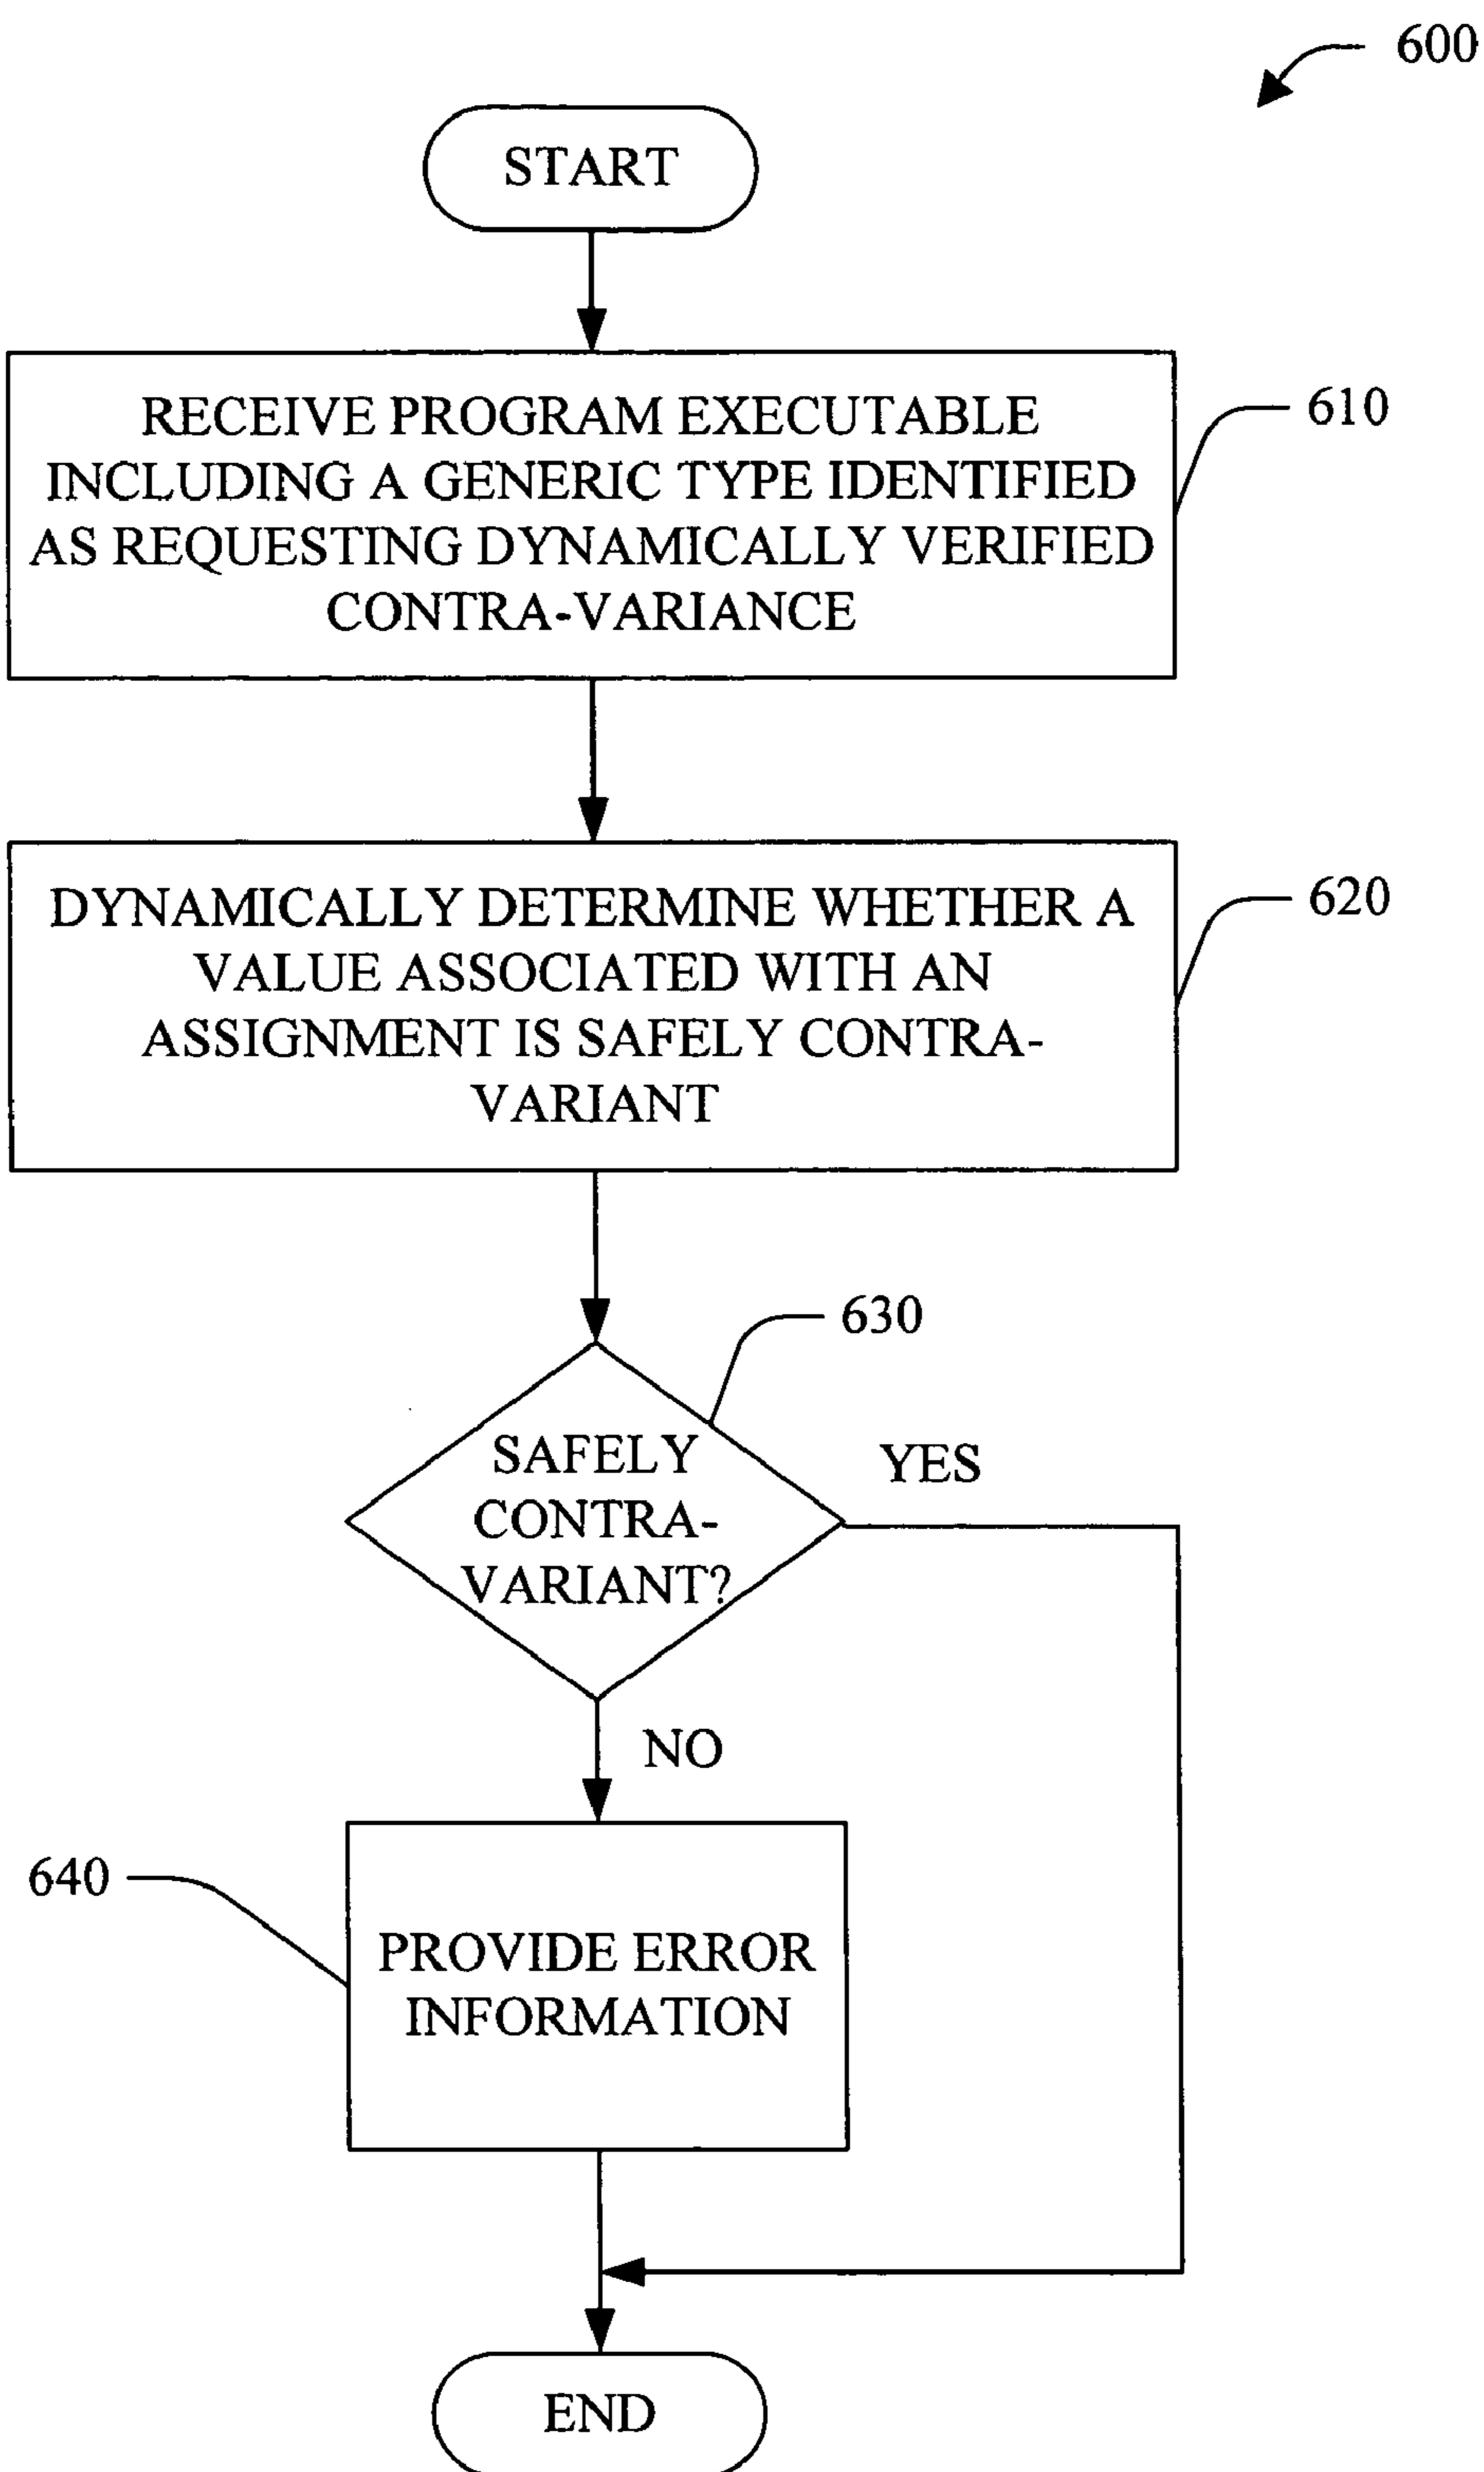 600
START
RECEIVE PROGRAM EXECUTABLE
INCLUDING A GENERIC TYPE IDENTIFIED
AS REQUESTING DYNAMICALLY VERIFIED
CONTRA-VARIANCE
610
DYNAMICALLY DETERMINE WHETHER A
VALUE ASSOCIATED WITH AN
ASSIGNMENT IS SAFELY CONTRA-
VARIANT
620
630
SAFELY
CONTRA-
VARIANT?
YES
NO
640
PROVIDE ERROR
INFORMATION
END